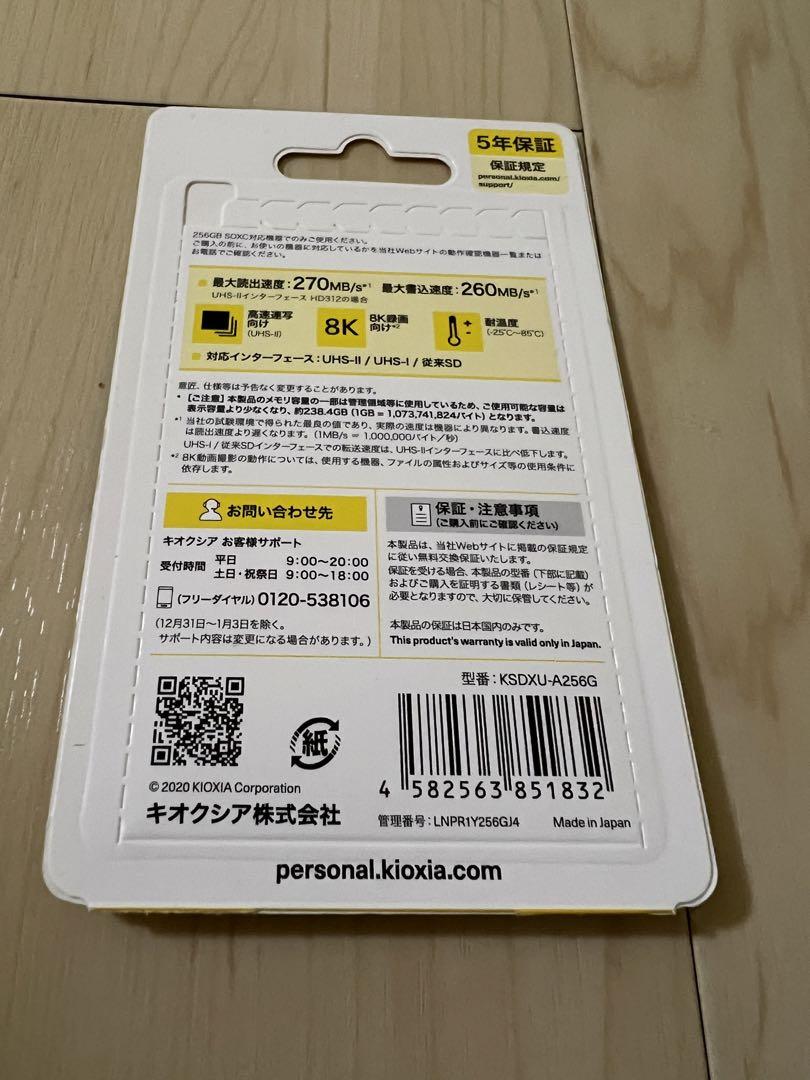 5年保証
保証規定
personal.kioxia.com/
support/
256GB SDXC対応機器でのみご使用ください。
ご購入の前に、お使いの機器に対応しているかを当社Webサイトの動作確認機器一覧または
お電話でご確認ください。
最大読出速度:270MB/s*1 最大書込速度:260MB/s*1
UHS-IIインターフェース HD312の場合
高速連写
向け
(UHS-II)
8K
8K録画
向け*2
耐温度
(-25℃〜85℃)
対応インターフェース:UHS-II / UHS-I / 従来SD
意匠、仕様等は予告なく変更することがあります。
* [ご注意] 本製品のメモリ容量の一部は管理領域等に使用しているため、ご使用可能な容量は
表示容量より少なくなり、約238.4GB (1GB = 1,073,741,824バイト) となります。
*1 当社の試験環境で得られた最良の値であり、実際の速度は機器により異なります。書込速度
は読出速度より遅くなります。(1MB/s = 1,000,000バイト/秒)
UHS-I / 従来SDインターフェースでの転送速度は、UHS-IIインターフェースに比べ低下します。
*2 8K動画撮影の動作については、使用する機器、ファイルの属性およびサイズ等の使用条件に
依存します。
お問い合わせ先
キオクシア お客様サポート
受付時間 平日 9:00〜20:00
土日・祝祭日 9:00〜18:00
(フリーダイヤル) 0120-538106
(12月31日〜1月3日を除く。
サポート内容は変更になる場合があります。)
保証・注意事項
(ご購入前にご確認ください)
本製品は、当社Webサイトに掲載の保証規定
に従い無料交換保証いたします。
保証を受ける場合、本製品の型番 (下部に記載)
およびご購入を証明する書類 (レシート等) が
必要となりますので、大切に保管してください。
本製品の保証は日本国内のみです。
This product's warranty is valid only in Japan.
型番:KSDXU-A256G
紙
4 582563 851832
© 2020 KIOXIA Corporation
キオクシア株式会社
管理番号:LNPR1Y256GJ4 Made in Japan
personal.kioxia.com